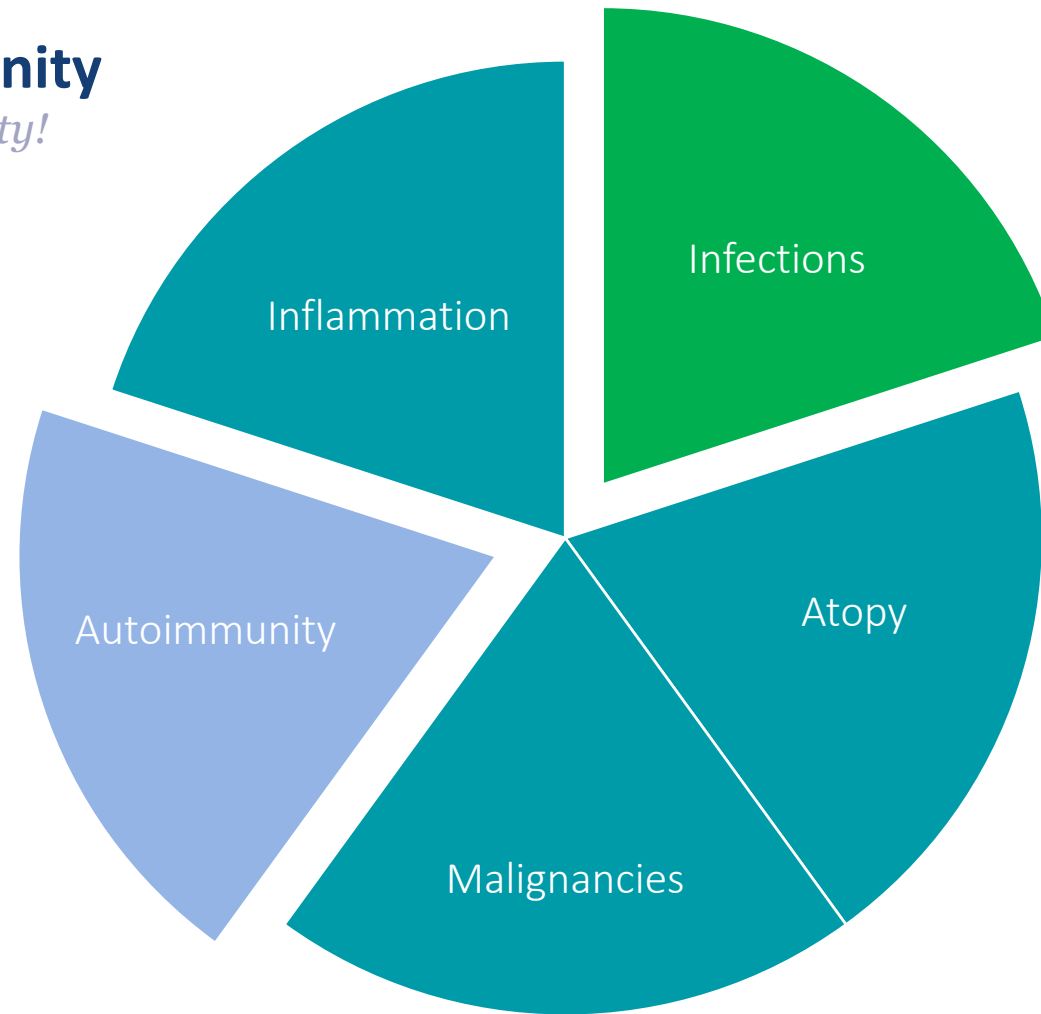 nity
ty!
Infections
Inflammation
Atopy
Autoimmunity
Malignancies